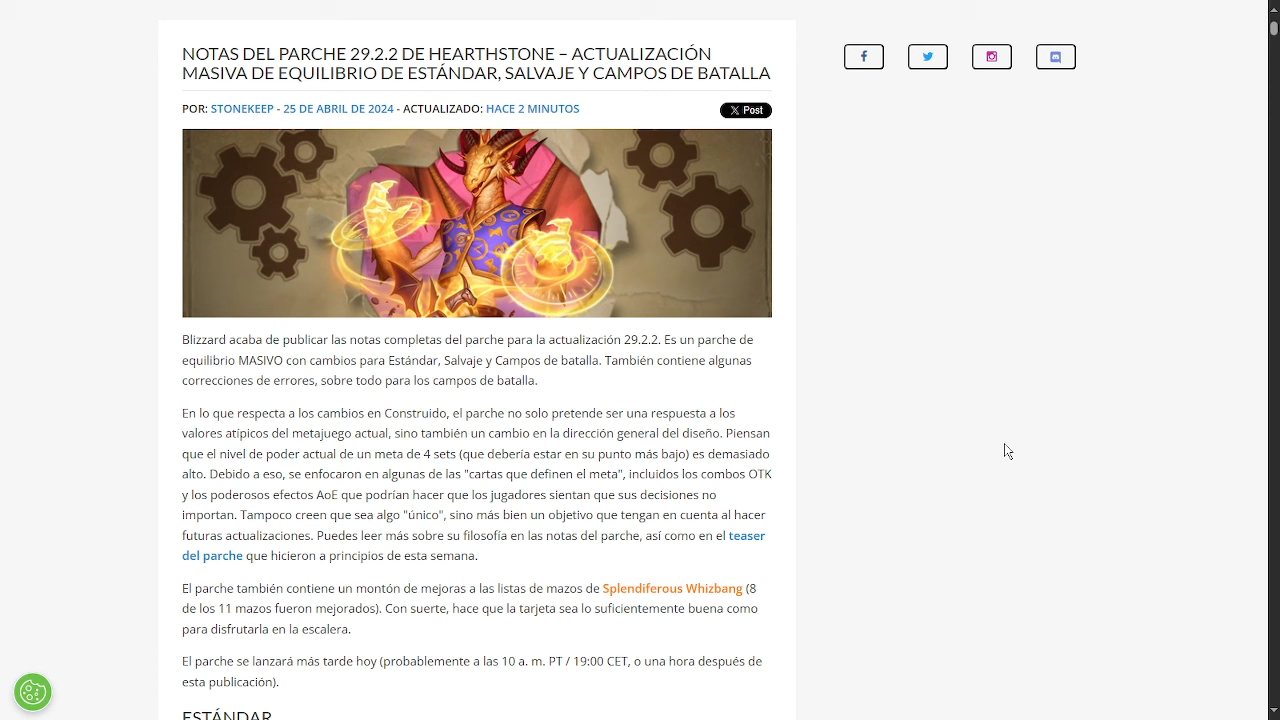 NOTAS DEL PARCHE 29.2.2 DE HEARTHSTONE – ACTUALIZACIÓN
MASIVA DE EQUILIBRIO DE ESTÁNDAR, SALVAJE Y CAMPOS DE BATALLA
POR: STONEKEEP - 25 DE ABRIL DE 2024 - ACTUALIZADO: HACE 2 MINUTOS
X Post
Blizzard acaba de publicar las notas completas del parche para la actualización 29.2.2. Es un parche de
equilibrio MASIVO con cambios para Estándar, Salvaje y Campos de batalla. También contiene algunas
correcciones de errores, sobre todo para los campos de batalla.
En lo que respecta a los cambios en Construido, el parche no solo pretende ser una respuesta a los
valores atípicos del metajuego actual, sino también un cambio en la dirección general del diseño. Piensan
que el nivel de poder actual de un meta de 4 sets (que debería estar en su punto más bajo) es demasiado
alto. Debido a eso, se enfocaron en algunas de las "cartas que definen el meta", incluidos los combos OTK
y los poderosos efectos AoE que podrían hacer que los jugadores sientan que sus decisiones no
importan. Tampoco creen que sea algo "único", sino más bien un objetivo que tengan en cuenta al hacer
futuras actualizaciones. Puedes leer más sobre su filosofía en las notas del parche, así como en el teaser
del parche que hicieron a principios de esta semana.
El parche también contiene un montón de mejoras a las listas de mazos de Splendiferous Whizbang (8
de los 11 mazos fueron mejorados). Con suerte, hace que la tarjeta sea lo suficientemente buena como
para disfrutarla en la escalera.
El parche se lanzará más tarde hoy (probablemente a las 10 a. m. PT / 19:00 CET, o una hora después de
esta publicación).
ESTÁNDAR